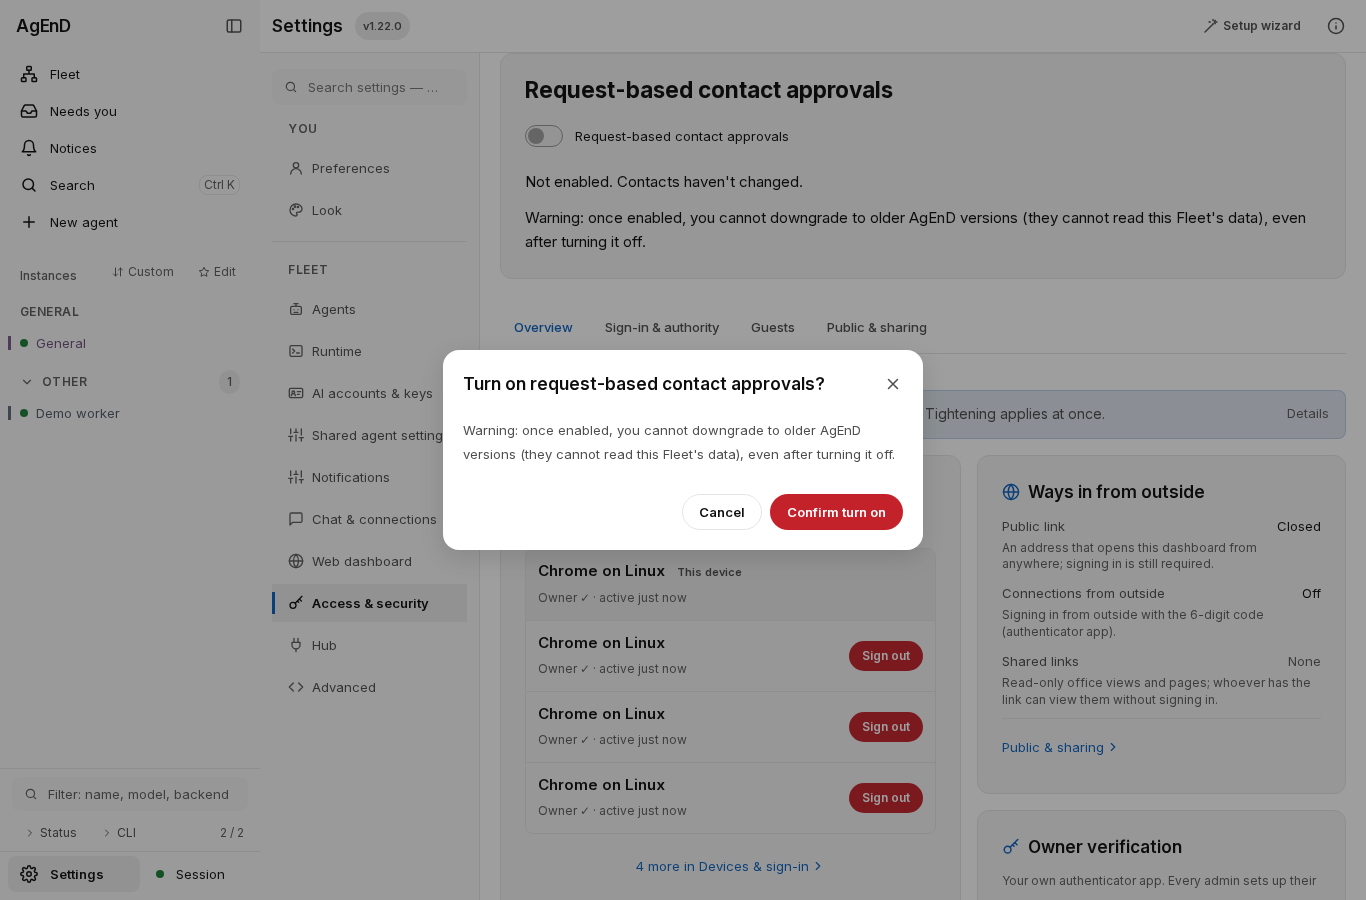 AgEnD
Fleet
Needs you
Notices
Search
Ctrl K
New agent
Instances
Custom
Edit
GENERAL
General
OTHER
1
Demo worker
Filter: name, model, backend
Status
CLI
2 / 2
Settings
Session
Settings
v1.22.0
Setup wizard
Search settings — …
YOU
Preferences
Look
FLEET
Agents
Runtime
AI accounts & keys
Shared agent setting
Notifications
Chat & connections
Web dashboard
Access & security
Hub
Advanced
Request-based contact approvals
Request-based contact approvals
Not enabled. Contacts haven't changed.
Warning: once enabled, you cannot downgrade to older AgEnD versions (they cannot read this Fleet's data), even
after turning it off.
Overview
Sign-in & authority
Guests
Public & sharing
Tightening applies at once.
Details
Turn on request-based contact approvals?
Warning: once enabled, you cannot downgrade to older AgEnD
versions (they cannot read this Fleet's data), even after turning it off.
Cancel
Confirm turn on
Chrome on Linux
This device
Owner ✓ · active just now
Chrome on Linux
Owner ✓ · active just now
Sign out
Chrome on Linux
Owner ✓ · active just now
Sign out
Chrome on Linux
Owner ✓ · active just now
Sign out
4 more in Devices & sign-in
Ways in from outside
Public link
Closed
An address that opens this dashboard from
anywhere; signing in is still required.
Connections from outside
Off
Signing in from outside with the 6-digit code
(authenticator app).
Shared links
None
Read-only office views and pages; whoever has the
link can view them without signing in.
Public & sharing
Owner verification
Your own authenticator app. Every admin sets up their